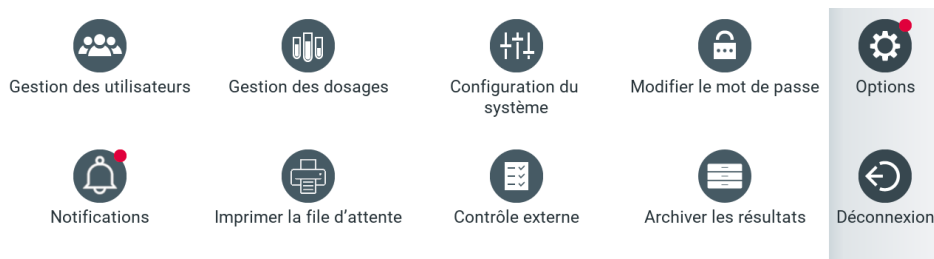 Gestion des utilisateurs
Gestion des dosages
Configuration du
système
Modifier le mot de passe
Options
Notifications
Imprimer la file d’attente
Contrôle externe
Archiver les résultats
Déconnexion